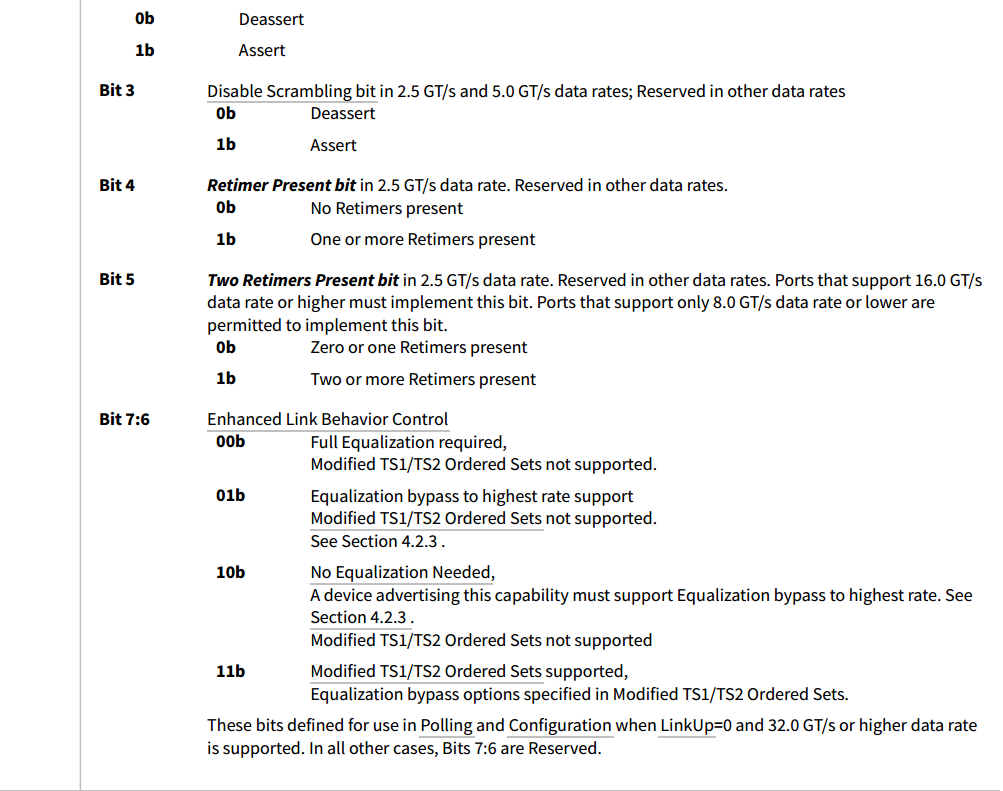 0b Deassert
1b Assert
Bit 3 Disable Scrambling bit in 2.5 GT/s and 5.0 GT/s data rates; Reserved in other data rates
0b Deassert
1b Assert
Bit 4 Retimer Present bit in 2.5 GT/s data rate. Reserved in other data rates.
0b No Retimers present
1b One or more Retimers present
Bit 5 Two Retimers Present bit in 2.5 GT/s data rate. Reserved in other data rates. Ports that support 16.0 GT/s
data rate or higher must implement this bit. Ports that support only 8.0 GT/s data rate or lower are
permitted to implement this bit.
0b Zero or one Retimers present
1b Two or more Retimers present
Bit 7:6 Enhanced Link Behavior Control
00b Full Equalization required,
Modified TS1/TS2 Ordered Sets not supported.
01b Equalization bypass to highest rate support
Modified TS1/TS2 Ordered Sets not supported.
See Section 4.2.3 .
10b No Equalization Needed,
A device advertising this capability must support Equalization bypass to highest rate. See
Section 4.2.3 .
Modified TS1/TS2 Ordered Sets not supported
11b Modified TS1/TS2 Ordered Sets supported,
Equalization bypass options specified in Modified TS1/TS2 Ordered Sets.
These bits defined for use in Polling and Configuration when LinkUp=0 and 32.0 GT/s or higher data rate
is supported. In all other cases, Bits 7:6 are Reserved.